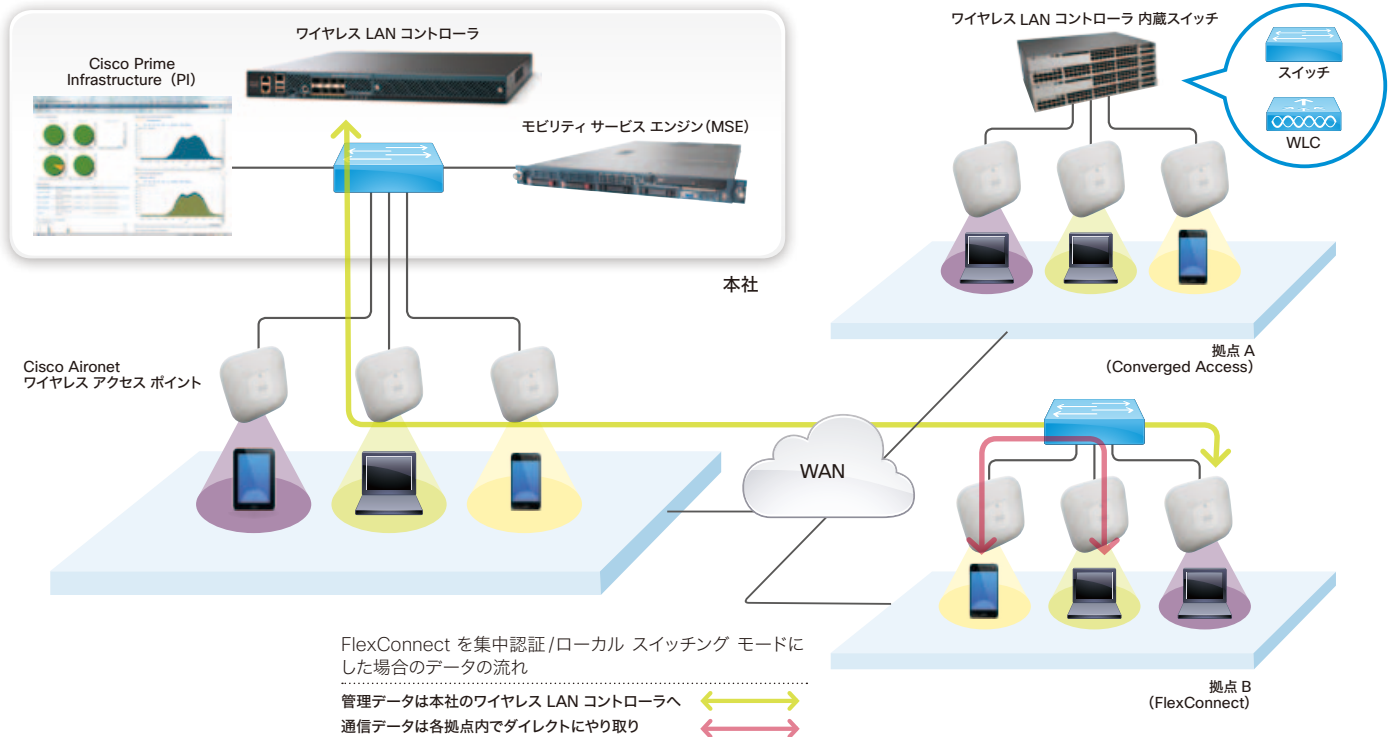 ワイヤレス LAN コントローラ
Cisco Prime
Infrastructure（PI）
モビリティ サービス エンジン（MSE）
本社
Cisco Aironet
ワイヤレス アクセス ポイント
ワイヤレス LAN コントローラ 内蔵スイッチ
スイッチ
WLC
拠点 A
（Converged Access）
WAN
拠点 B
（FlexConnect）
FlexConnect を集中認証/ローカル スイッチング モードに
した場合のデータの流れ
管理データは本社のワイヤレス LAN コントローラへ
通信データは各拠点内でダイレクトにやり取り